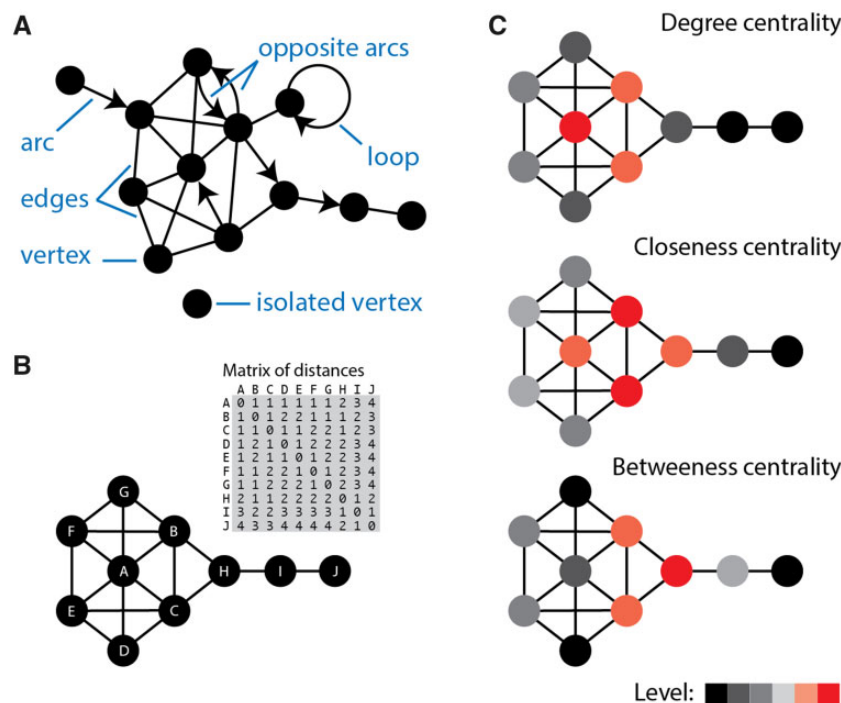 A
opposite arcs
arc
loop
edges
vertex
isolated vertex
B
Matrix of distances
A B C D E F G H I J
A 0 1 1 1 1 1 1 2 3 4
B 1 0 1 2 2 1 1 1 2 3
C 1 1 0 1 1 2 2 1 2 3
D 1 2 1 0 1 2 2 2 3 4
E 1 2 1 1 0 1 2 2 3 4
F 1 1 2 2 1 0 1 2 3 4
G 1 1 2 2 2 1 0 2 3 4
H 2 1 1 2 2 2 2 0 1 2
I 3 2 2 3 3 3 3 1 0 1
J 4 3 3 4 4 4 4 2 1 0
G
F B
A H I J
E C
D
C
Degree centrality
Closeness centrality
Betweeness centrality
Level: